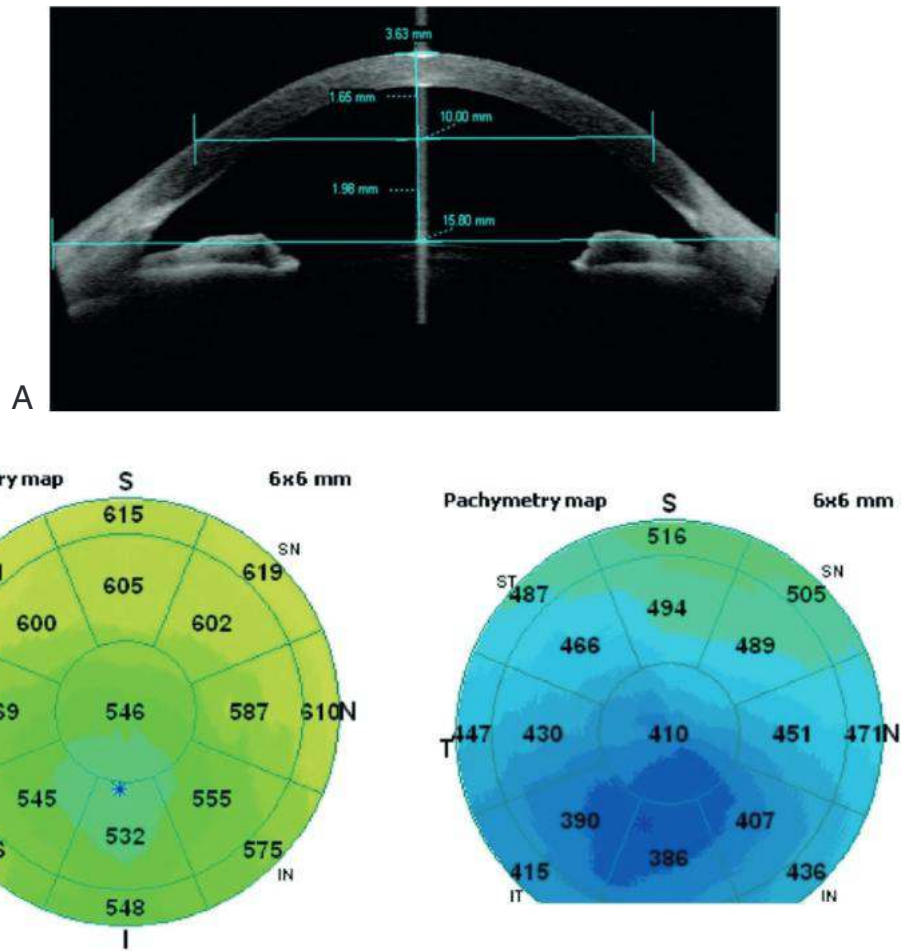 3.63 mm
1.65 mm
10.00 mm
1.98 mm
15.80 mm
A
ry map S 6x6 mm
615
SN
619
605
600 602
546 587 610 N
545 555
532
575
IN
548
I
Pachymetry map S 6x6 mm
516
ST SN
487 505
494
466 489
T 447 430 410 451 471 N
390 407
386
415 436
IT IN